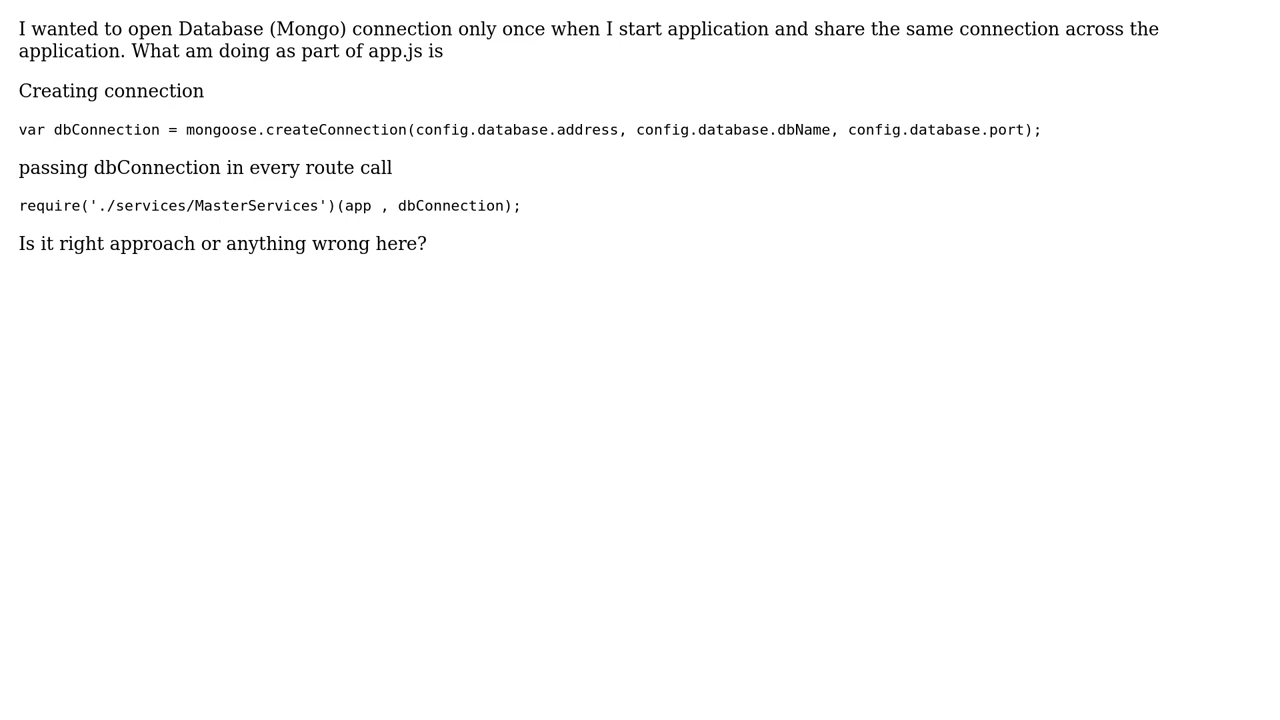 I wanted to open Database (Mongo) connection only once when I start application and share the same connection across the
application. What am doing as part of app.js is
Creating connection
var dbConnection = mongoose.createConnection(config.database.address, config.database.dbName, config.database.port);
passing dbConnection in every route call
require('./services/MasterServices')(app , dbConnection);
Is it right approach or anything wrong here?